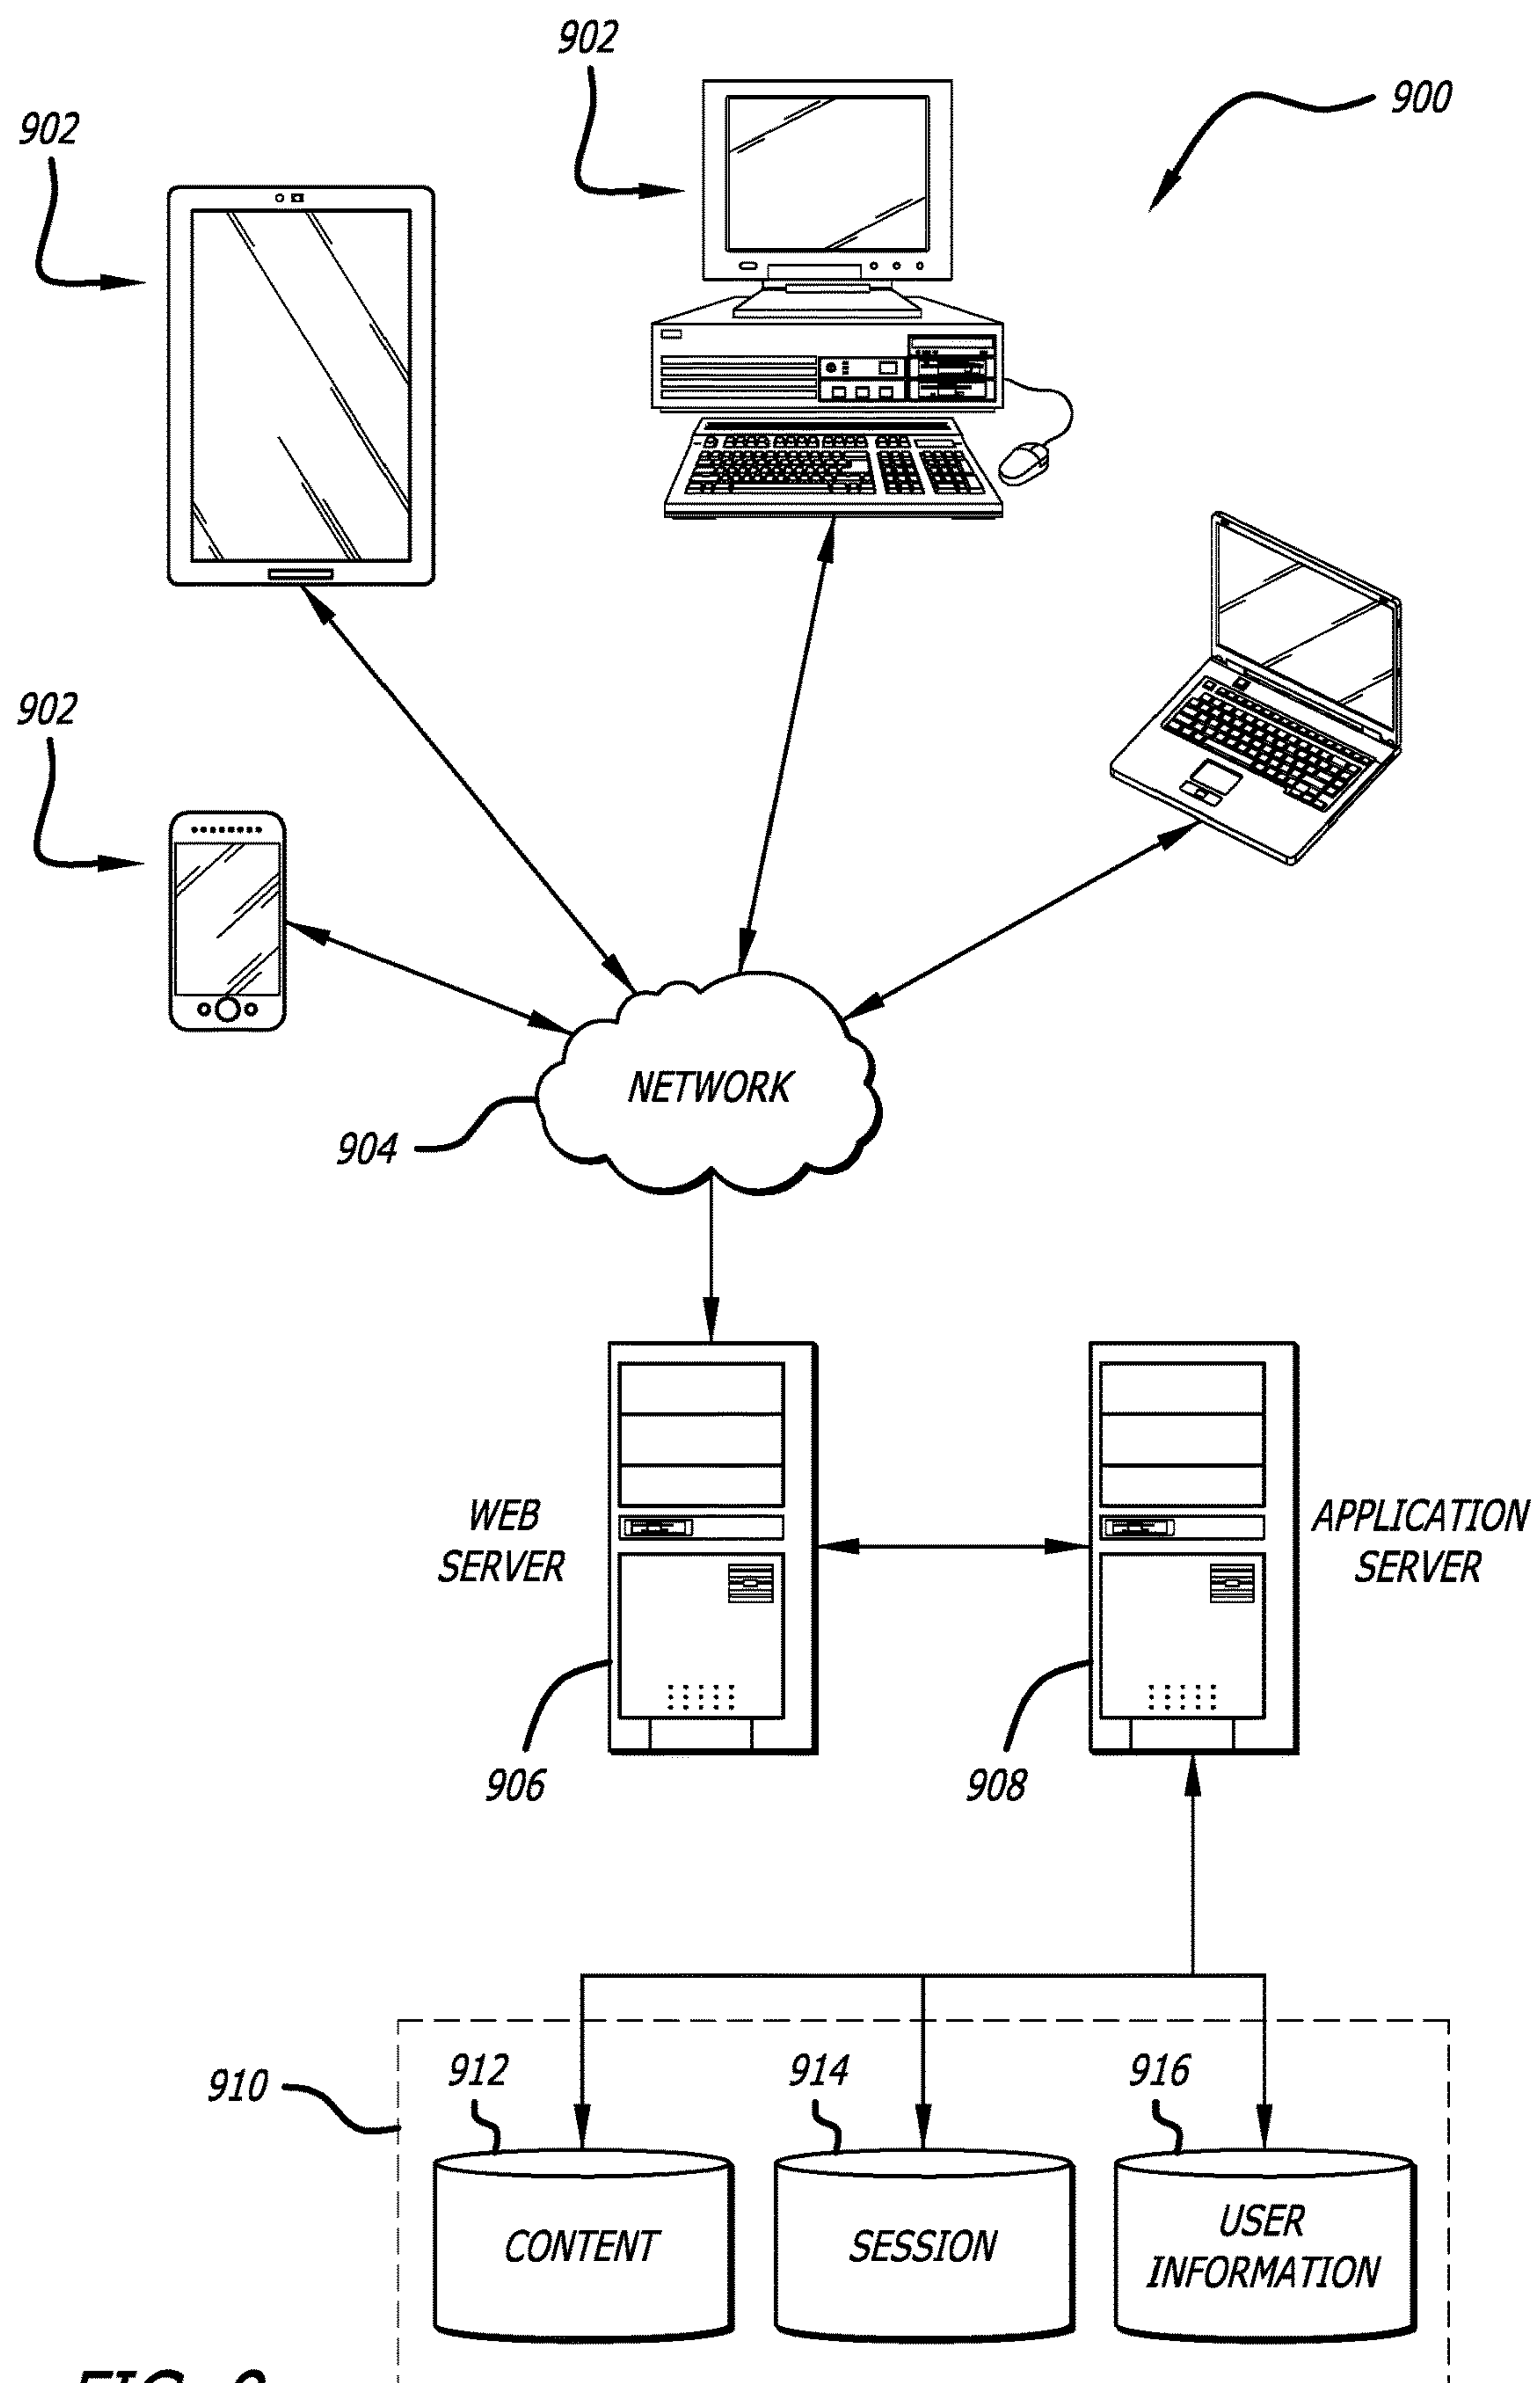 902
900
902
902
NETWORK
904
WEB
SERVER
APPLICATION
SERVER
906
908
910
912
914
916
CONTENT
SESSION
USER
INFORMATION